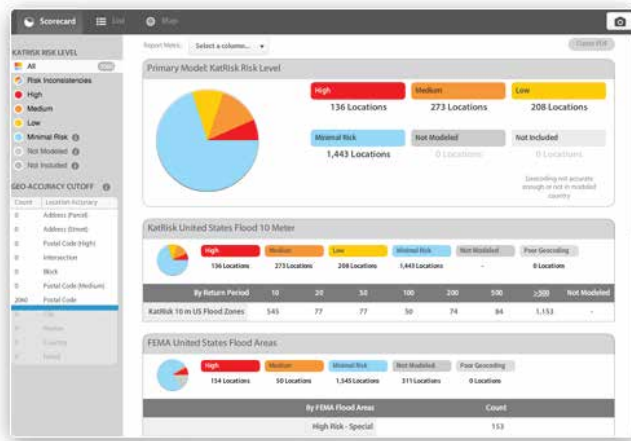 Scorecard List Map
Report Metric: Select a column...
KATRISK RISK LEVEL
All
Risk Inconsistencies
High
Medium
Low
Minimal Risk
Not Modeled
Not Included
GEO-ACCURACY CUTOFF
Count Location Accuracy
0 Address (Parcel)
0 Address (Street)
0 Postal Code (High)
0 Intersection
0 Block
0 Postal Code (Medium)
2060 Postal Code
Primary Model: KatRisk Risk Level
High Medium Low
136 Locations 273 Locations 208 Locations
Minimal Risk Not Modeled Not Included
1,443 Locations 0 Locations 0 Locations
Geocoding not accurate
enough or not in modeled
country
KatRisk United States Flood 10 Meter
High Medium Low Minimal Risk Not Modeled Poor Geocoding
136 Locations 273 Locations 208 Locations 1,443 Locations - 0 Locations
By Return Period 10 20 50 100 200 500 >500 Not Modeled
KatRisk 10 m US Flood Zones 545 77 77 50 74 84 1,153 -
FEMA United States Flood Areas
High Medium Minimal Risk Not Modeled Poor Geocoding
154 Locations 50 Locations 1,545 Locations 311 Locations 0 Locations
By FEMA Flood Areas Count
High Risk - Special 153